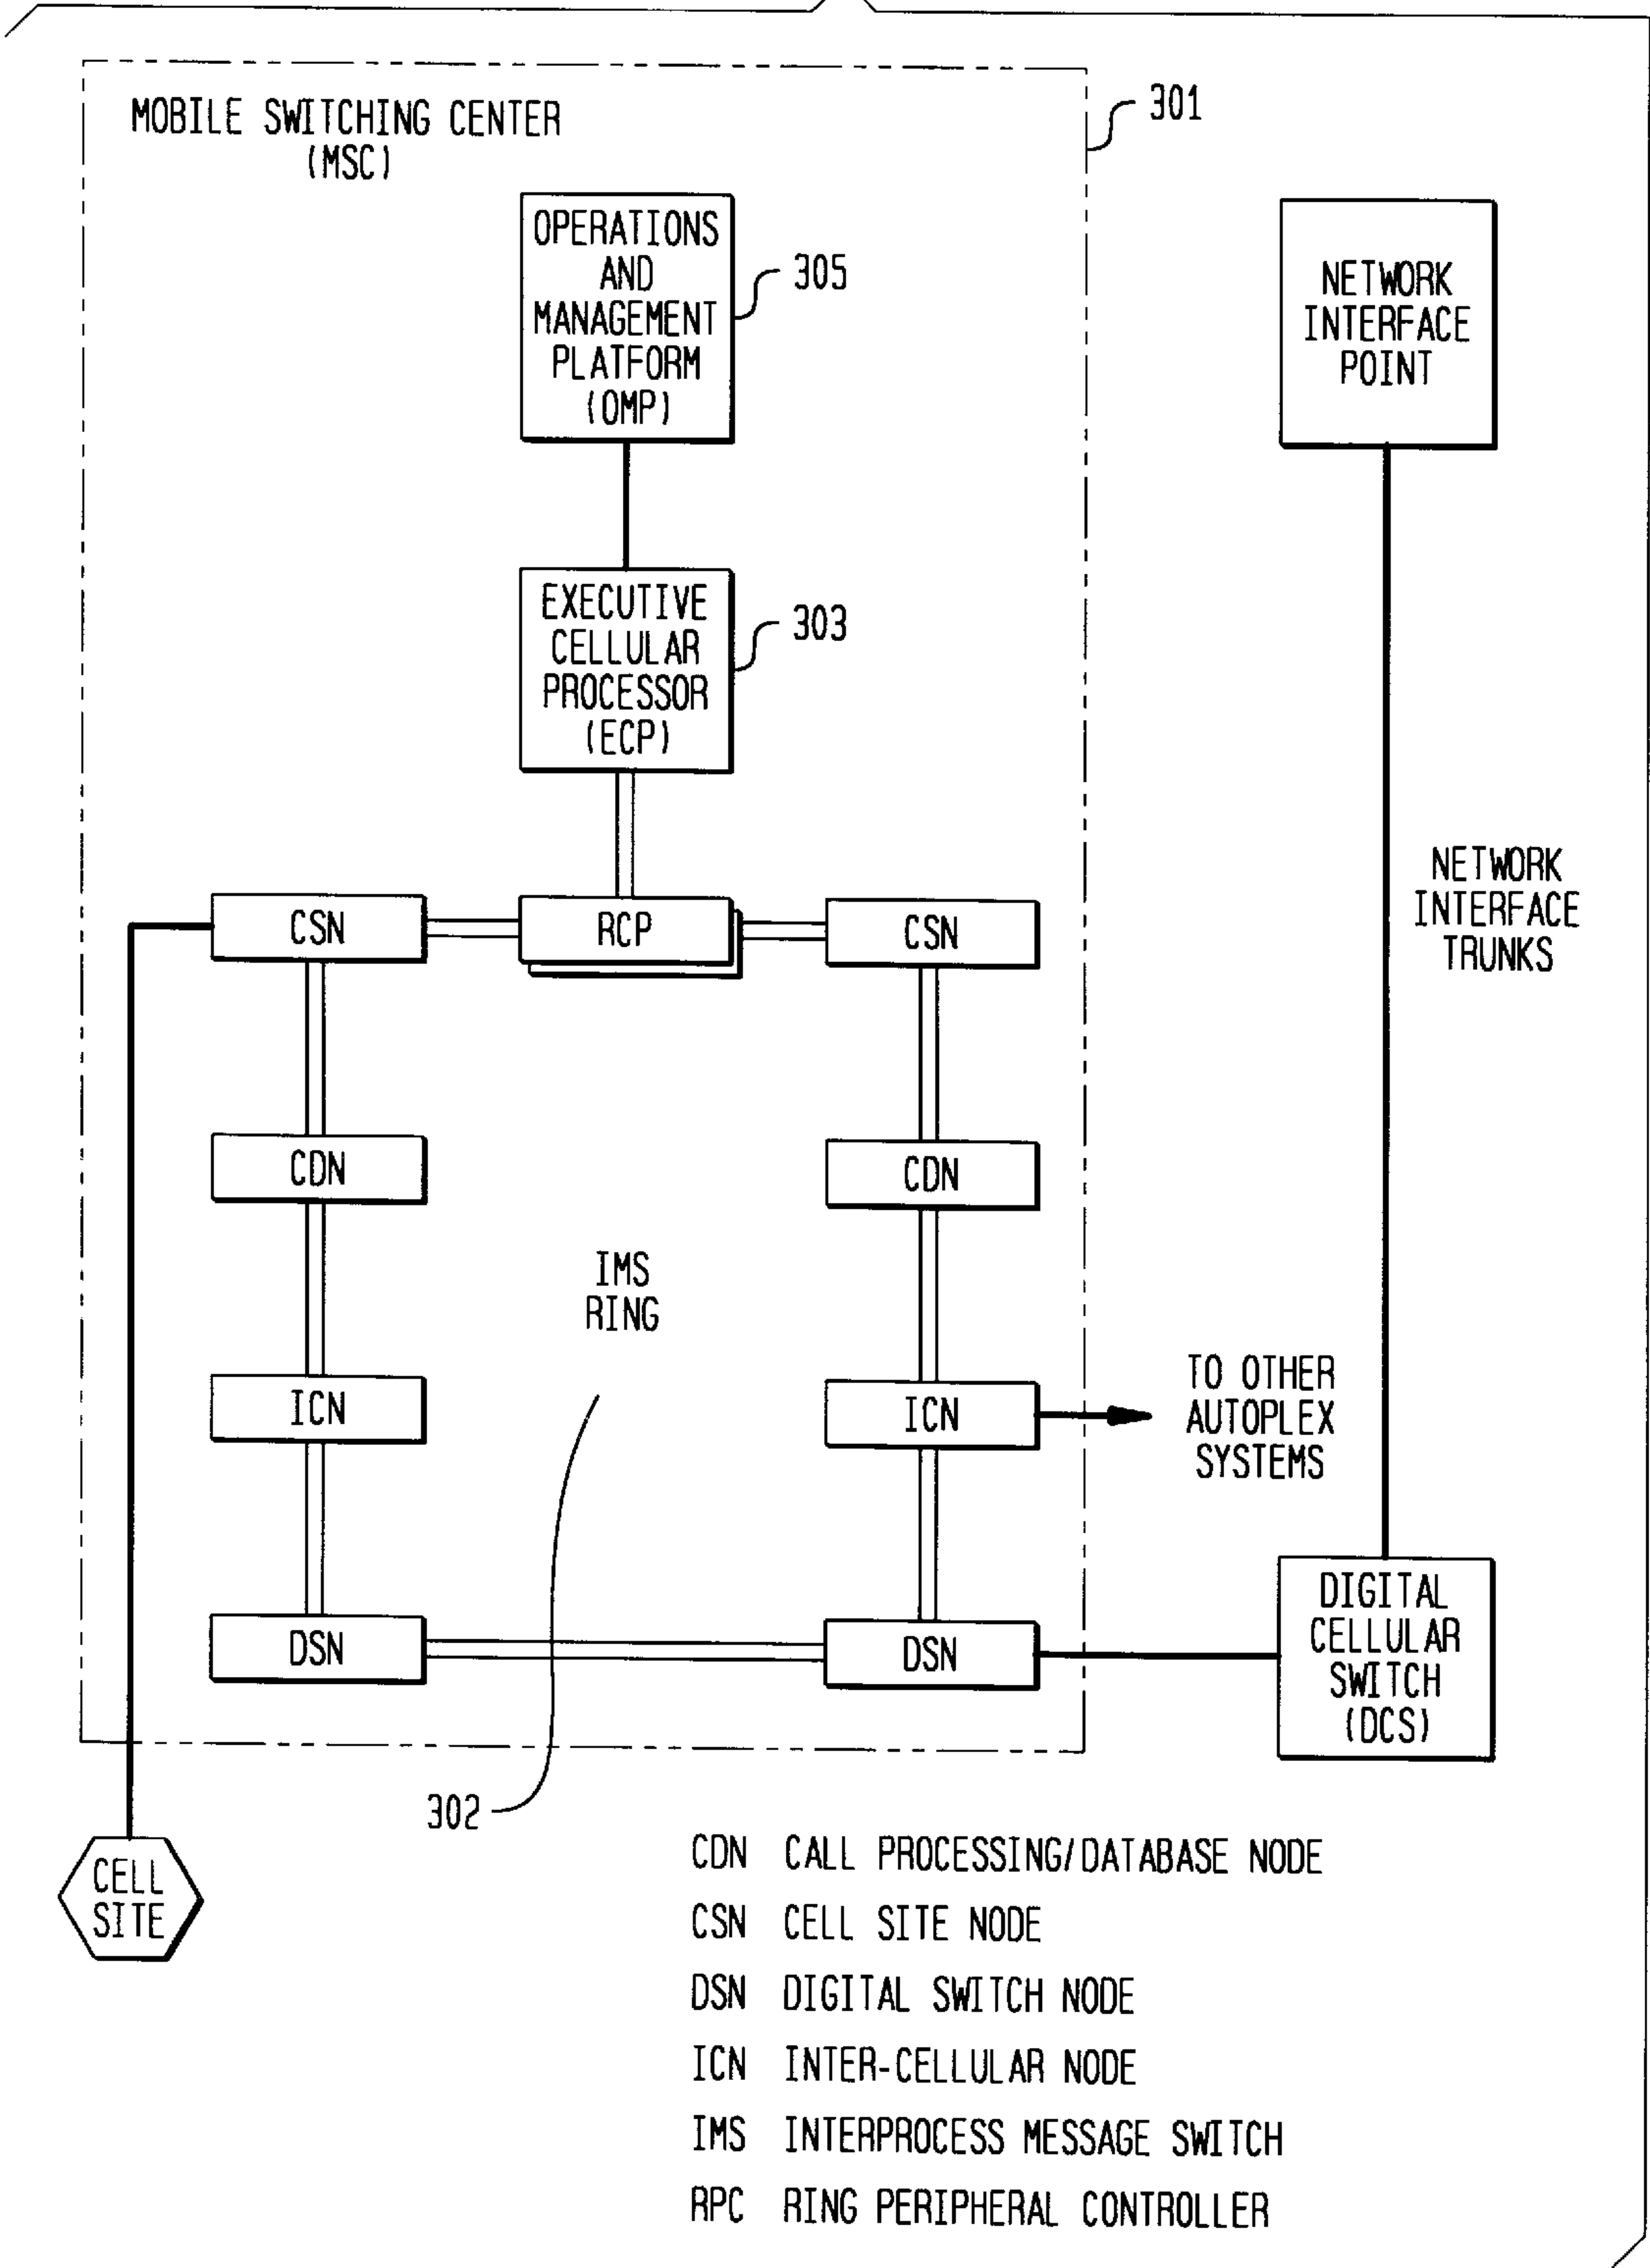 MOBILE SWITCHING CENTER
(MSC)
301
OPERATIONS
AND
MANAGEMENT
PLATFORM
(OMP)
305
NETWORK
INTERFACE
POINT
EXECUTIVE
CELLULAR
PROCESSOR
(ECP)
303
NETWORK
INTERFACE
TRUNKS
CSN
RCP
CSN
CDN
CDN
IMS
RING
ICN
ICN
TO OTHER
AUTOPLEX
SYSTEMS
DSN
DSN
DIGITAL
CELLULAR
SWITCH
(DCS)
302
CELL
SITE
CDN CALL PROCESSING/DATABASE NODE
CSN CELL SITE NODE
DSN DIGITAL SWITCH NODE
ICN INTER-CELLULAR NODE
IMS INTERPROCESS MESSAGE SWITCH
RPC RING PERIPHERAL CONTROLLER